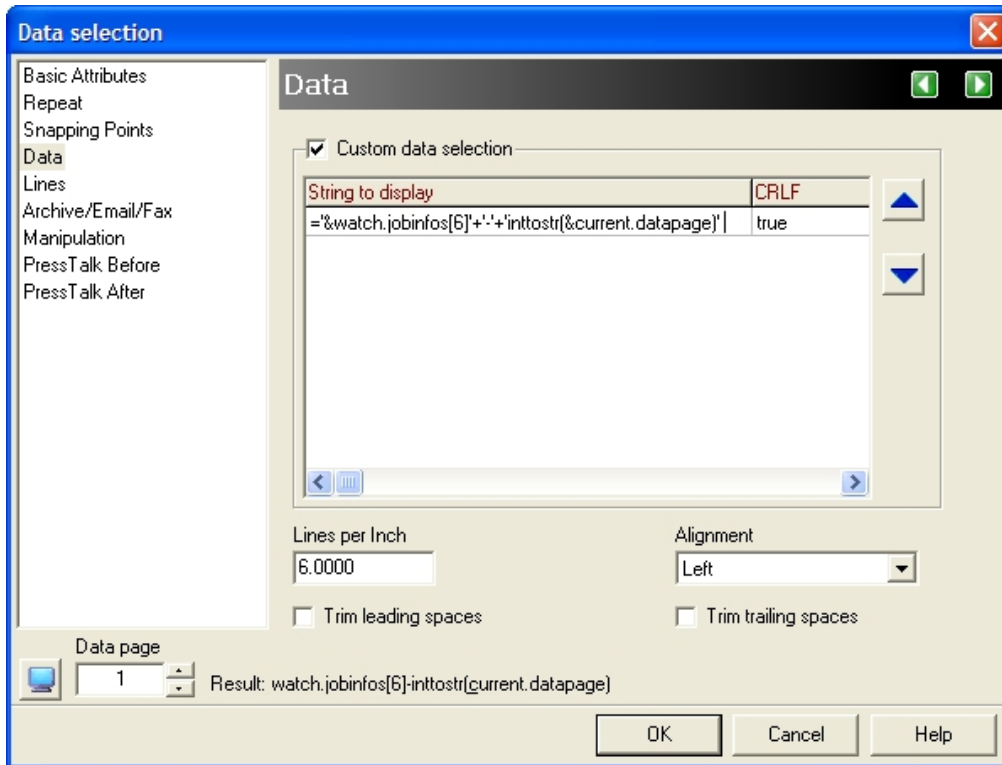 Data selection
Basic Attributes
Repeat
Snapping Points
Data
Lines
Archive/Email/Fax
Manipulation
PressTalk Before
PressTalk After
Data
Custom data selection
String to display CRLF
='&watch.jobinfos[6]'+'-'+'inttostr(&current.datapage)' true
Lines per Inch Alignment
6.0000 Left
Trim leading spaces Trim trailing spaces
Data page
1
Result: watch.jobinfos[6]-inttostr(current.datapage)
OK Cancel Help